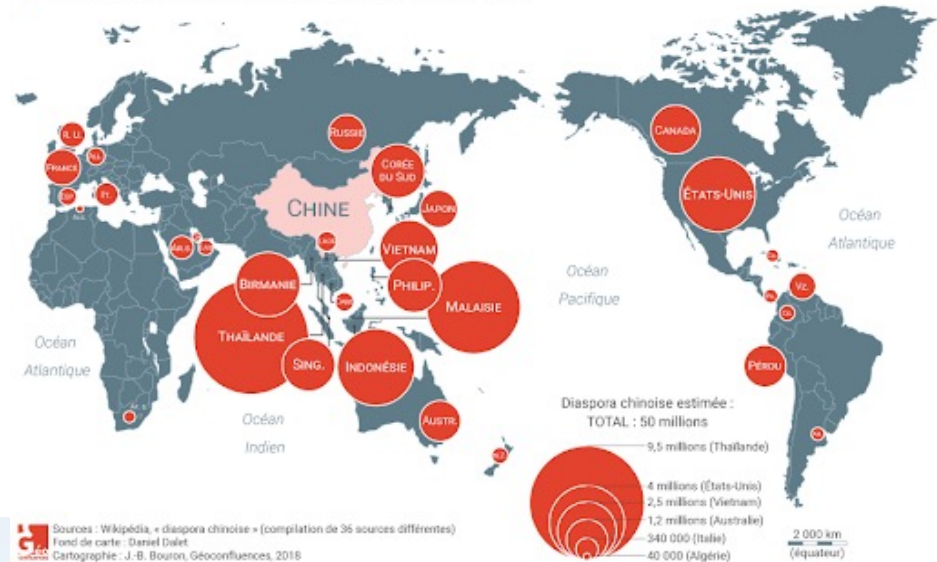 R. U.
FRANCE
ESP.
IT.
RUSSIE
CORÉE
DU SUD
JAPON
CHINE
VIETNAM
PHILIP.
MALAISIE
BIRMANIE
THAÏLANDE
SING.
INDONÉSIE
AUSTR.
N.Z.
CANADA
ÉTATS-UNIS
VZ.
PÉROU
Océan
Atlantique
Océan
Pacifique
Océan
Atlantique
Océan
Indien
Diaspora chinoise estimée :
TOTAL : 50 millions
9,5 millions (Thaïlande)
4 millions (États-Unis)
2,5 millions (Vietnam)
1,2 millions (Australie)
340 000 (Italie)
40 000 (Algérie)
2 000 km
(équateur)
Sources : Wikipédia, « diaspora chinoise » (compilation de 36 sources différentes)
Fond de carte : Daniel Dalet
Cartographie : J.-B. Bouron, Géoconfluences, 2018